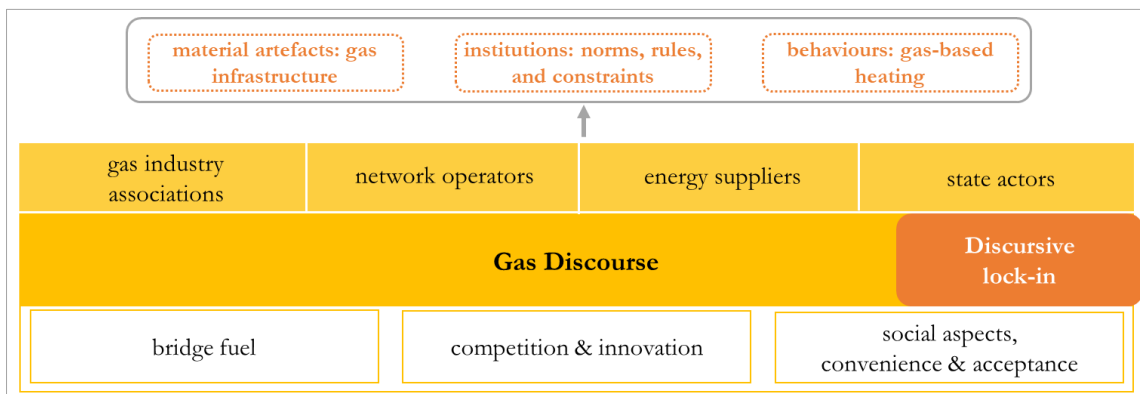 material artefacts: gas
infrastructure
institutions: norms, rules,
and constraints
behaviours: gas-based
heating
gas industry
associations
network operators
energy suppliers
state actors
Gas Discourse
Discursive
lock-in
bridge fuel
competition & innovation
social aspects,
convenience & acceptance